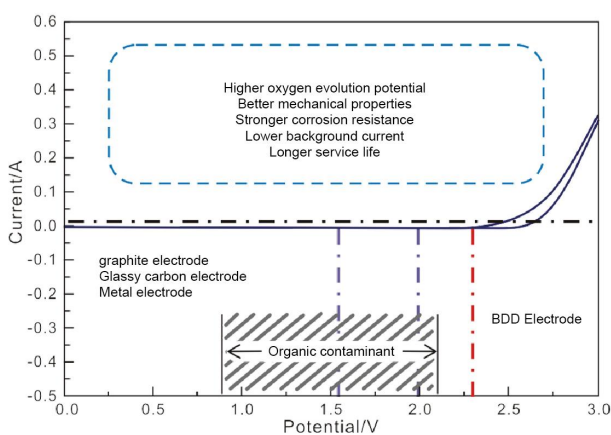 0.6
0.5
0.4
0.3
0.2
0.1
0.0
-0.1
-0.2
-0.3
-0.4
-0.5
Current/A
Higher oxygen evolution potential
Better mechanical properties
Stronger corrosion resistance
Lower background current
Longer service life
graphite electrode
Glassy carbon electrode
Metal electrode
BDD Electrode
Organic contaminant
0.0 0.5 1.0 1.5 2.0 2.5 3.0
Potential/V